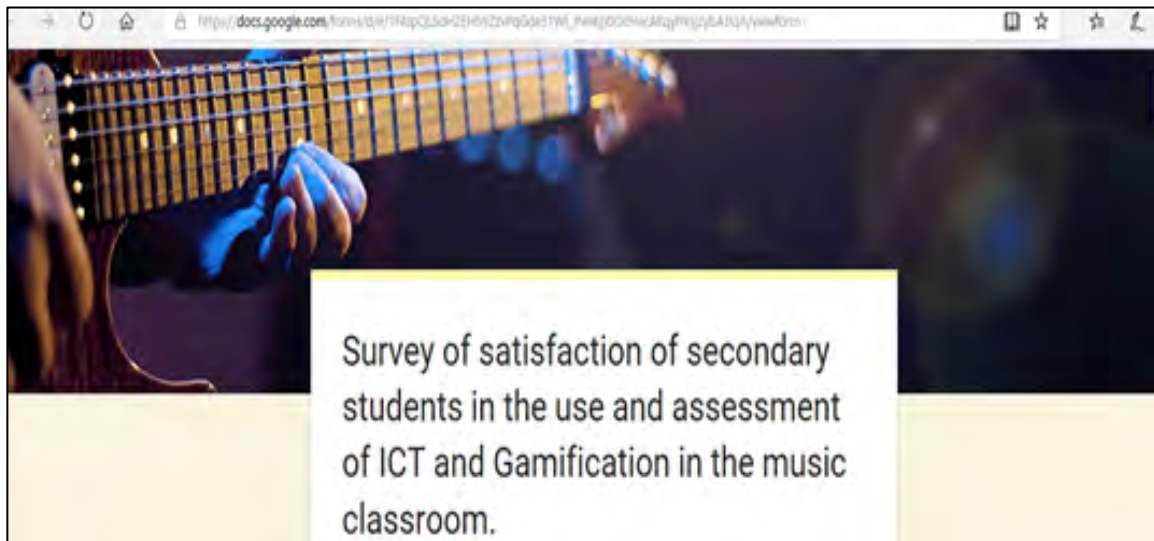 docs.google.com
Survey of satisfaction of secondary
students in the use and assessment
of ICT and Gamification in the music
classroom.